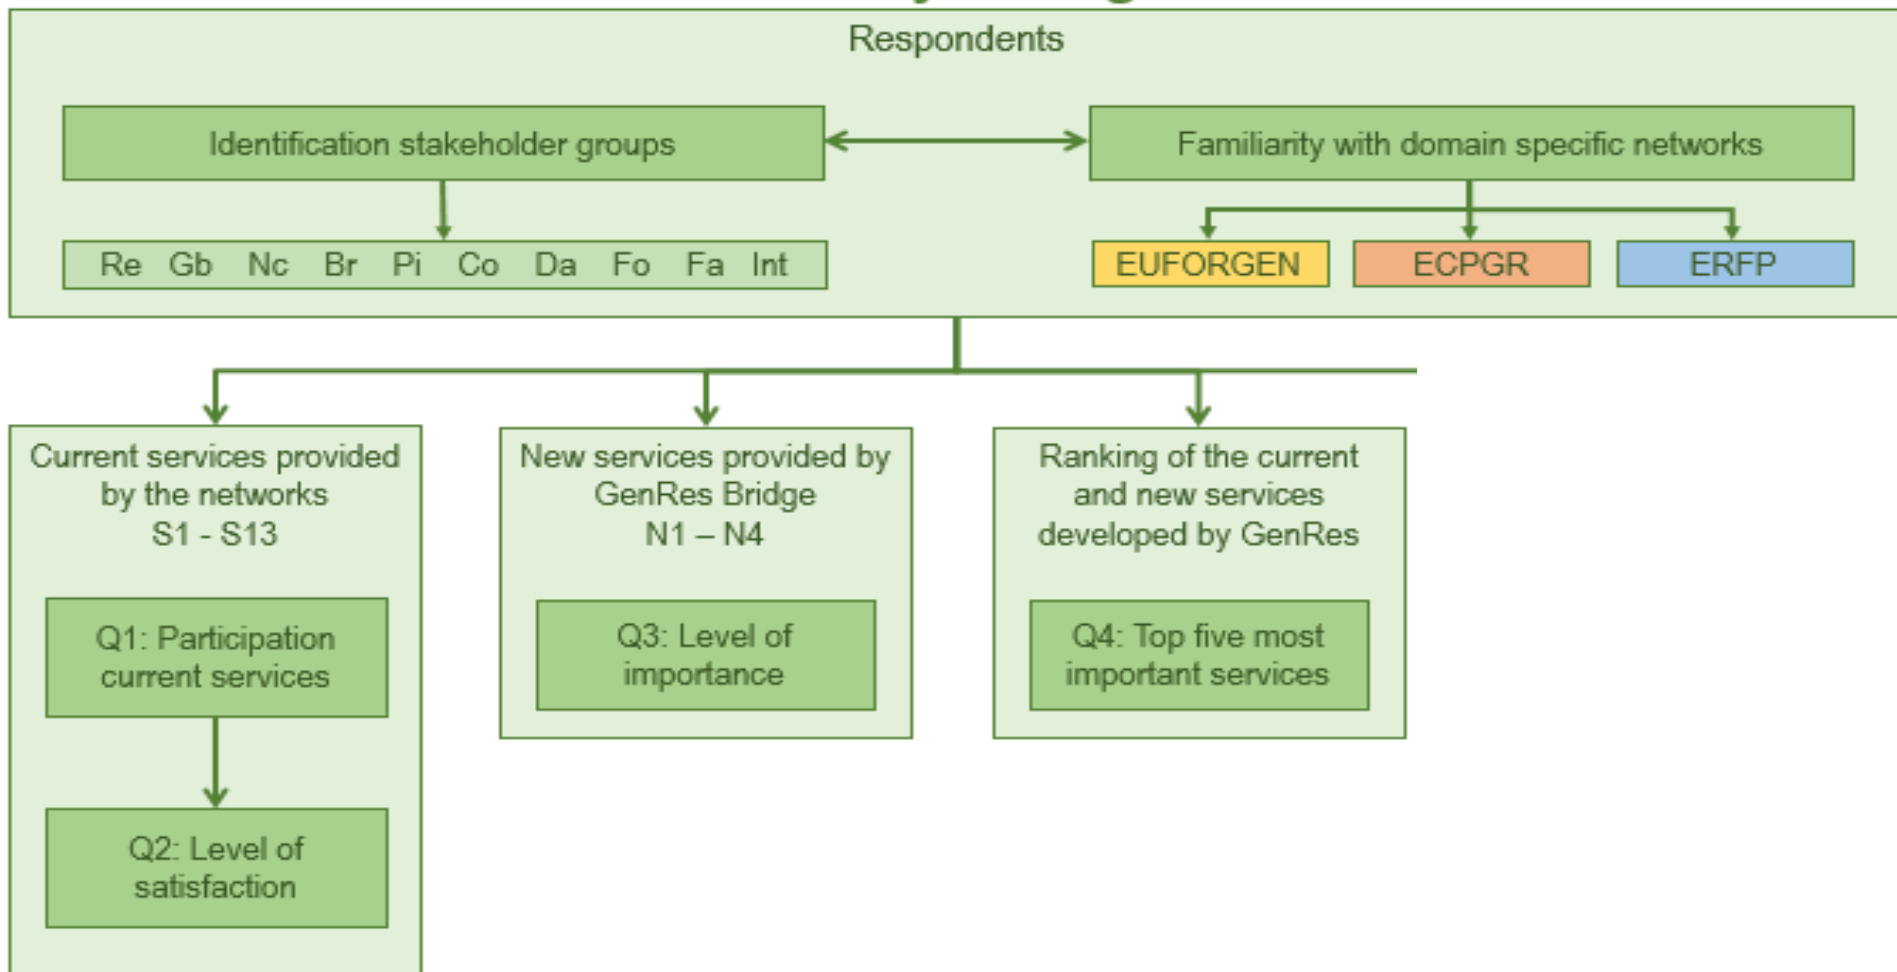 Respondents
Identification stakeholder groups
Familiarity with domain specific networks
Re Gb Nc Br Pi Co Da Fo Fa Int
EUFORGEN
ECPGR
ERFP
Current services provided
by the networks
S1 - S13
Q1: Participation
current services
Q2: Level of
satisfaction
New services provided by
GenRes Bridge
N1 – N4
Q3: Level of
importance
Ranking of the current
and new services
developed by GenRes
Q4: Top five most
important services